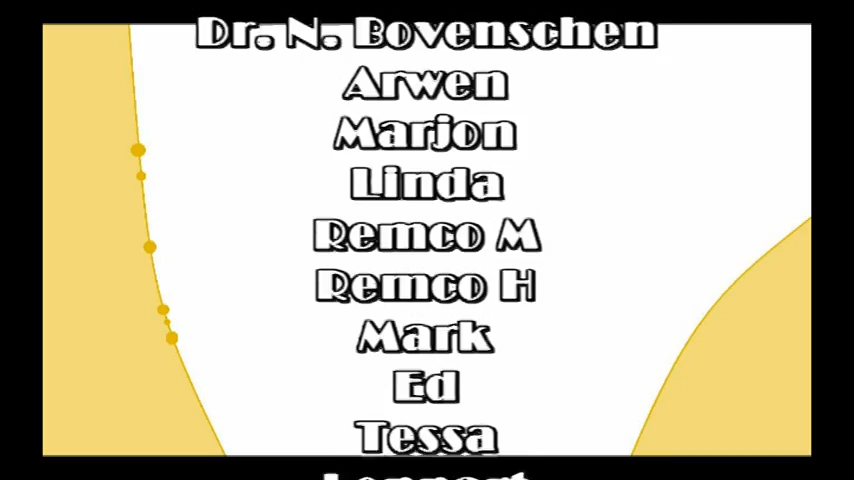 Dr. N. Bovenschen
Arwen
Marjon
Linda
Remco M
Remco H
Mark
Ed
Tessa